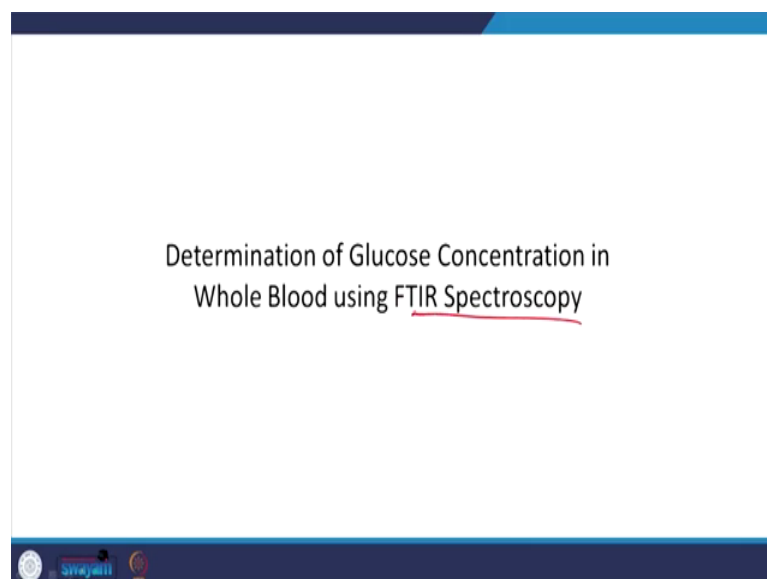 Determination of Glucose Concentration in
Whole Blood using FTIR Spectroscopy
swayam